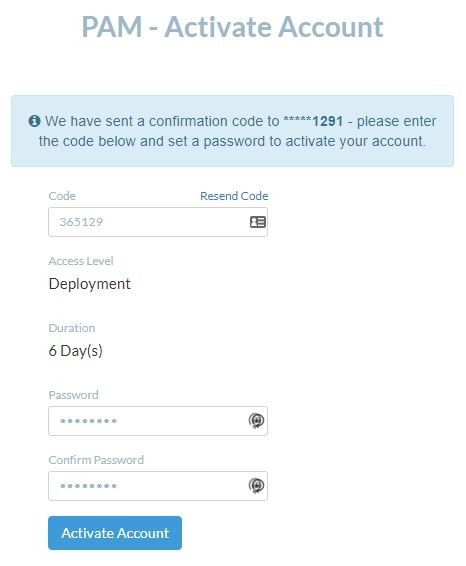 PAM - Activate Account
We have sent a confirmation code to *****1291 - please enter
the code below and set a password to activate your account.
Code Resend Code
365129
Access Level
Deployment
Duration
6 Day(s)
Password
••••••••
Confirm Password
••••••••
Activate Account